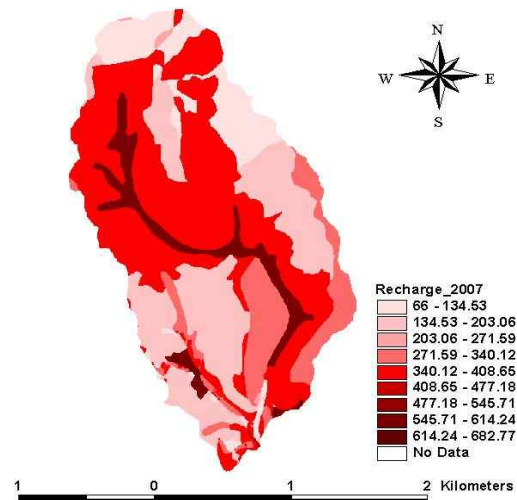 N
W E
S
Recharge_2007
66 - 134.53
134.53 - 203.06
203.06 - 271.59
271.59 - 340.12
340.12 - 408.65
408.65 - 477.18
477.18 - 545.71
545.71 - 614.24
614.24 - 682.77
No Data
1 0 1 2 Kilometers